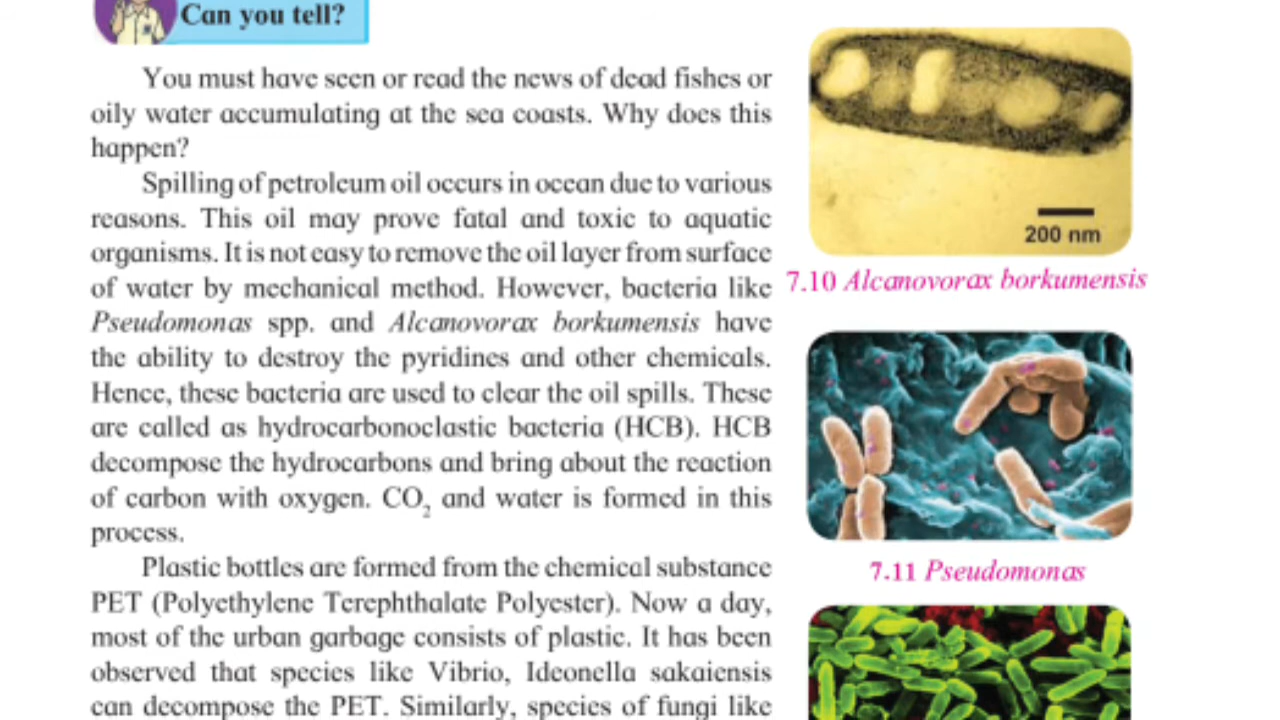 Can you tell?
You must have seen or read the news of dead fishes or
oily water accumulating at the sea coasts. Why does this
happen?
Spilling of petroleum oil occurs in ocean due to various
reasons. This oil may prove fatal and toxic to aquatic
organisms. It is not easy to remove the oil layer from surface
of water by mechanical method. However, bacteria like
Pseudomonas spp. and Alcanovorax borkumensis have
the ability to destroy the pyridines and other chemicals.
Hence, these bacteria are used to clear the oil spills. These
are called as hydrocarbonoclastic bacteria (HCB). HCB
decompose the hydrocarbons and bring about the reaction
of carbon with oxygen. CO₂ and water is formed in this
process.
Plastic bottles are formed from the chemical substance
PET (Polyethylene Terephthalate Polyester). Now a day,
most of the urban garbage consists of plastic. It has been
observed that species like Vibrio, Ideonella sakaiensis
can decompose the PET. Similarly, species of fungi like
200 nm
7.10 Alcanovorax borkumensis
7.11 Pseudomonas